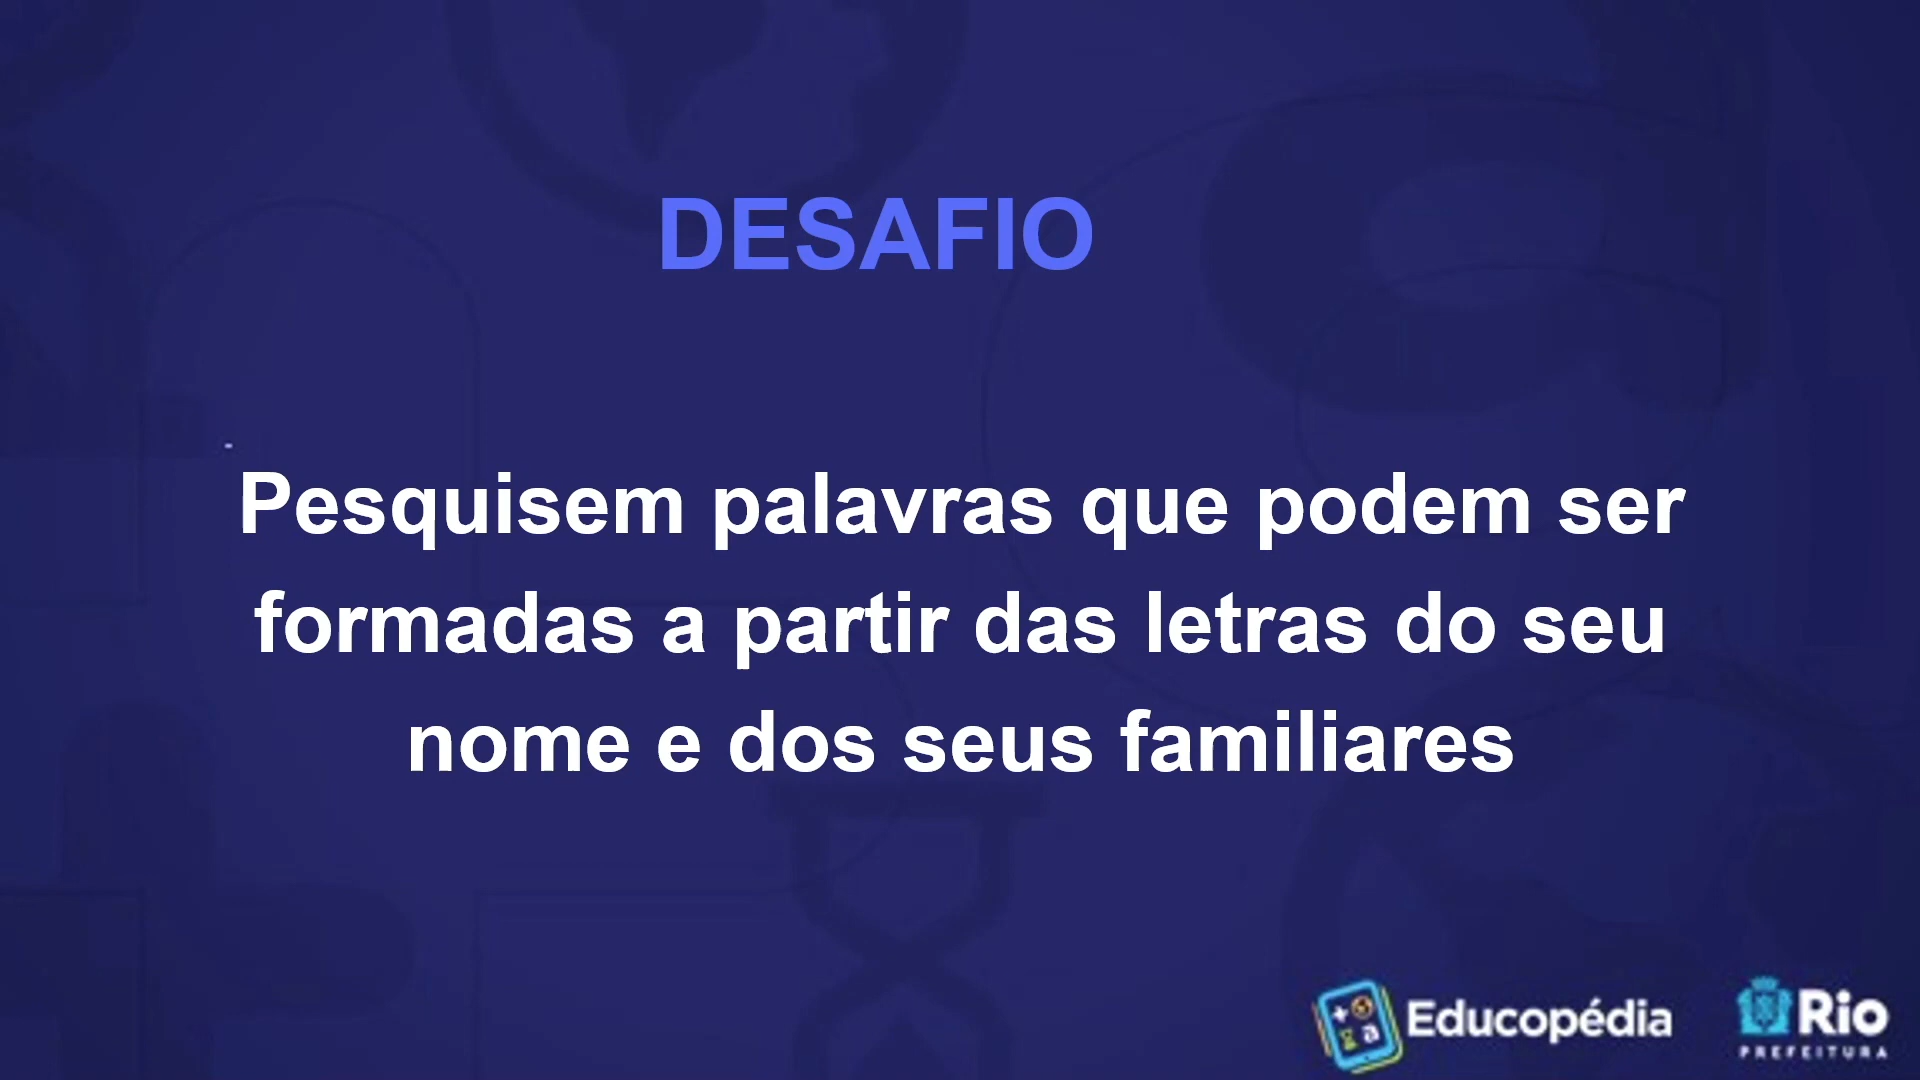 DESAFIO
Pesquisem palavras que podem ser
formadas a partir das letras do seu
nome e dos seus familiares
Educopédia
Rio
PREFEITURA